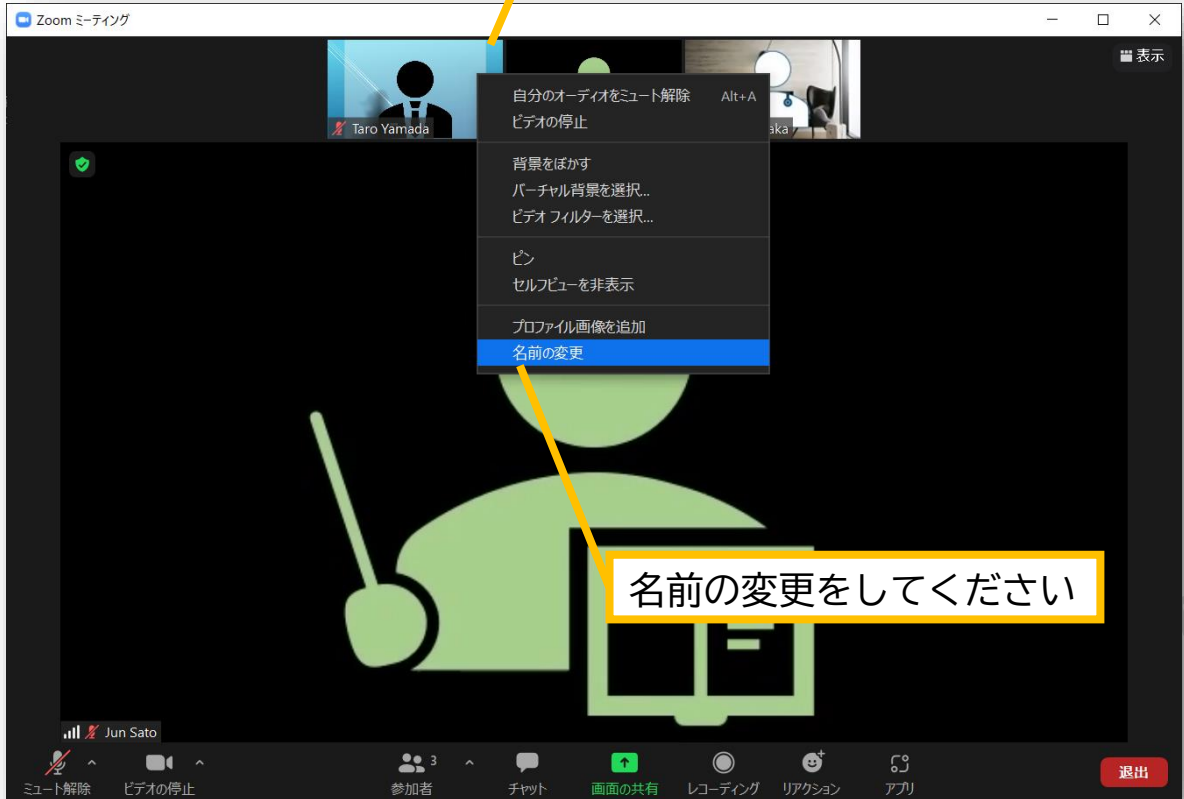 Zoom ミーティング
表示
Taro Yamada
aka
自分のオーディオをミュート解除 Alt+A
ビデオの停止
背景をぼかす
バーチャル背景を選択...
ビデオ フィルターを選択...
ピン
セルフビューを非表示
プロファイル画像を追加
名前の変更
名前の変更をしてください
Jun Sato
ミュート解除 ビデオの停止 参加者 3 チャット 画面の共有 レコーディング リアクション アプリ 退出